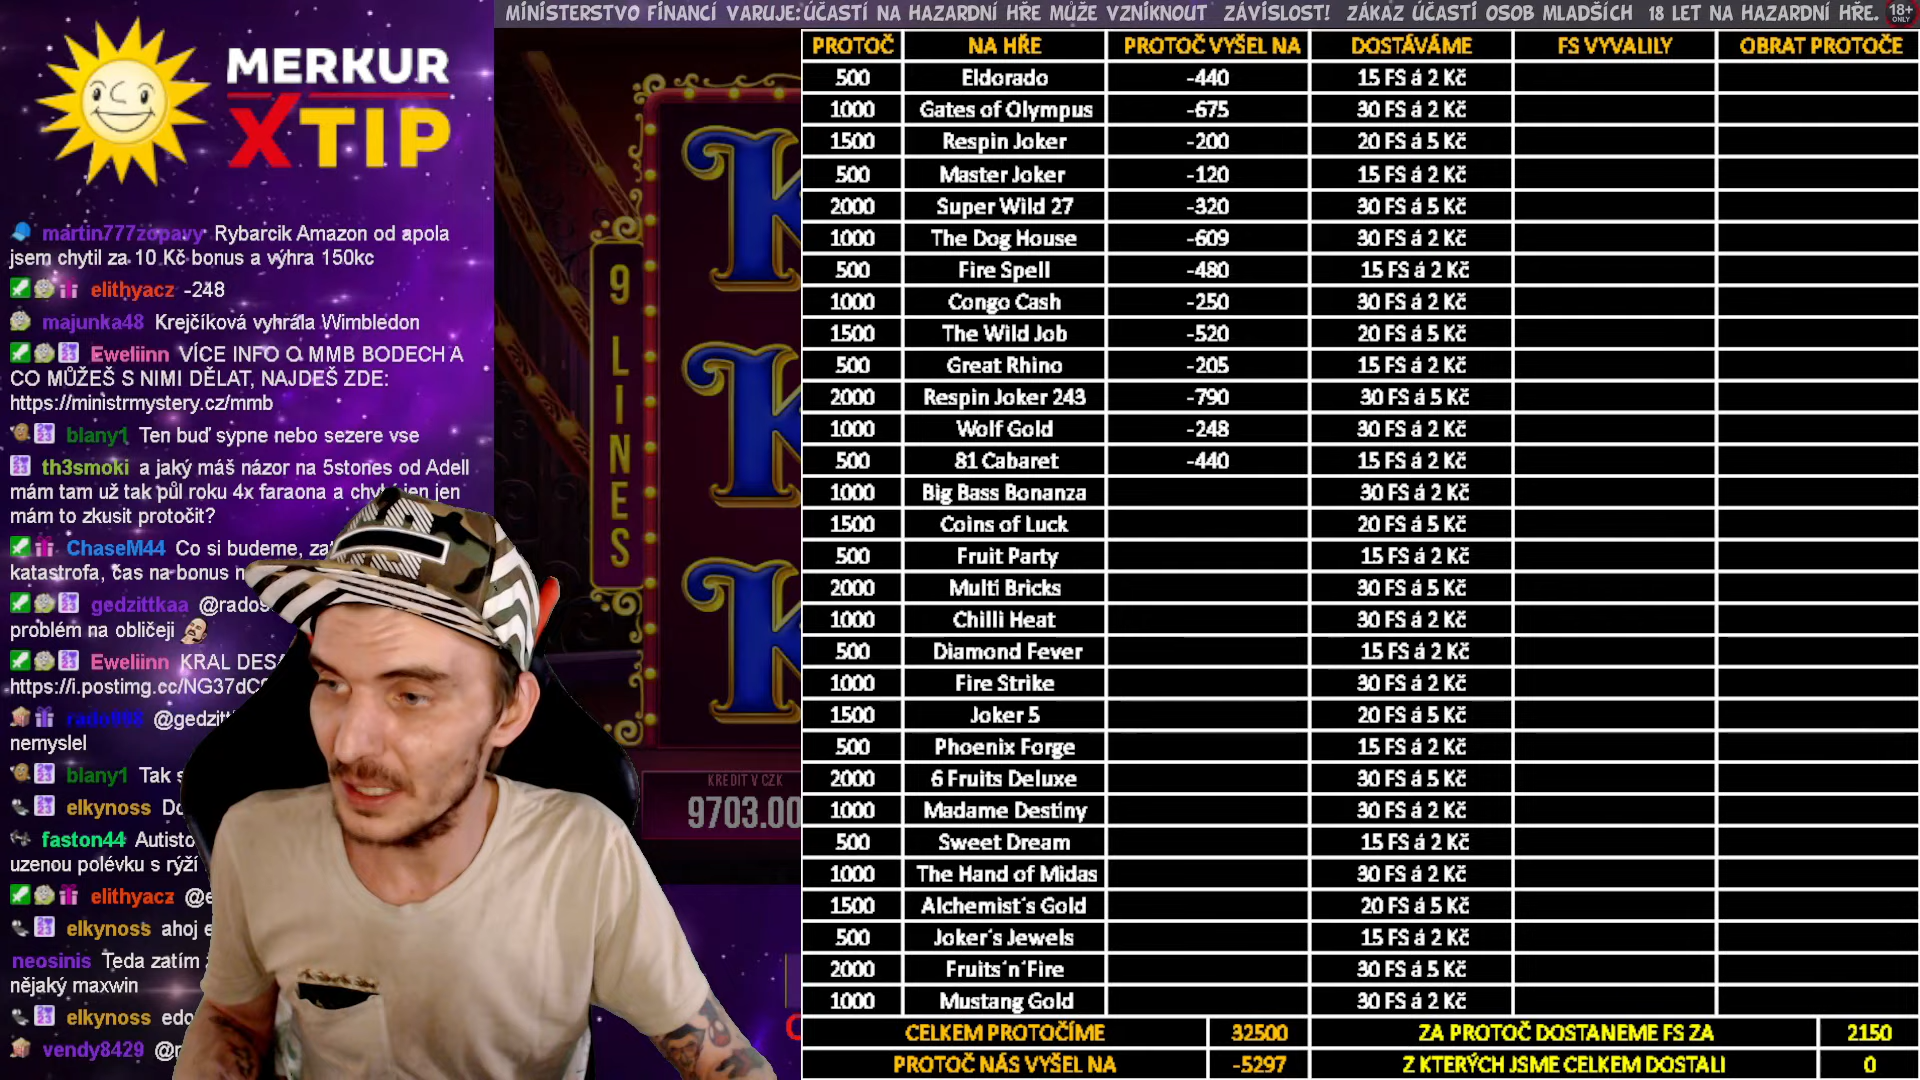 MINISTERSTVO FINANCÍ VARUJE: ÚČASTÍ NA HAZARDNÍ HŘE MŮŽE VZNIKNOUT ZÁVISLOST! ZÁKAZ ÚČASTI OSOB MLADŠÍCH 18 LET NA HAZARDNÍ HŘE.
18+ ONLY
MERKUR
XTIP
martin777zopavy Rybarcik Amazon od apola
jsem chytil za 10 Kč bonus a výhra 150kc
elithyacz -248
majunka48 Krejčíková vyhrála Wimbledon
Eweliinn VÍCE INFO O MMB BODECH A
CO MŮŽEŠ S NIMI DĚLAT, NAJDEŠ ZDE:
https://ministrmystery.cz/mmb
blany1 Ten buď sypne nebo sezere vse
th3smoki a jaký máš názor na 5stones od Adell
mám tam už tak půl roku 4x faraona a chybí jen jen
mám to zkusit protočit?
ChaseM44 Co si budeme,
katastrofa, čas na bonus
gedzittkaa
problém na obličeji
Eweliinn KRAL
https://i.postimg.cc/NG37dC
rado998
nemyslel
blany1 Tak
elkynoss
faston44
uzenou polévku s rýží
elithyacz
elkynoss ahoj
neosinis Teda zatím
nějaký maxwin
elkynoss
vendy8429
9 LINES
KREDIT V CZK
9703.00
PROTOČ NA HŘE PROTOČ VYŠEL NA DOSTÁVÁME FS VYVALILY OBRAT PROTOČE
500 Eldorado -440 15 FS á 2 Kč
1000 Gates of Olympus -675 30 FS á 2 Kč
1500 Respin Joker -200 20 FS á 5 Kč
500 Master Joker -120 15 FS á 2 Kč
2000 Super Wild 27 -320 30 FS á 5 Kč
1000 The Dog House -609 30 FS á 2 Kč
500 Fire Spell -480 15 FS á 2 Kč
1000 Congo Cash -250 30 FS á 2 Kč
1500 The Wild Job -520 20 FS á 5 Kč
500 Great Rhino -205 15 FS á 2 Kč
2000 Respin Joker 243 -790 30 FS á 5 Kč
1000 Wolf Gold -248 30 FS á 2 Kč
500 81 Cabaret -440 15 FS á 2 Kč
1000 Big Bass Bonanza 30 FS á 2 Kč
1500 Coins of Luck 20 FS á 5 Kč
500 Fruit Party 15 FS á 2 Kč
2000 Multi Bricks 30 FS á 5 Kč
1000 Chilli Heat 30 FS á 2 Kč
500 Diamond Fever 15 FS á 2 Kč
1000 Fire Strike 30 FS á 2 Kč
1500 Joker 5 20 FS á 5 Kč
500 Phoenix Forge 15 FS á 2 Kč
2000 6 Fruits Deluxe 30 FS á 5 Kč
1000 Madame Destiny 30 FS á 2 Kč
500 Sweet Dream 15 FS á 2 Kč
1000 The Hand of Midas 30 FS á 2 Kč
1500 Alchemist´s Gold 20 FS á 5 Kč
500 Joker´s Jewels 15 FS á 2 Kč
2000 Fruits´n´Fire 30 FS á 5 Kč
1000 Mustang Gold 30 FS á 2 Kč
CELKEM PROTOČÍME 32500 ZA PROTOČ DOSTANEME FS ZA 2150
PROTOČ NÁS VYŠEL NA -5297 Z KTERÝCH JSME CELKEM DOSTALI 0